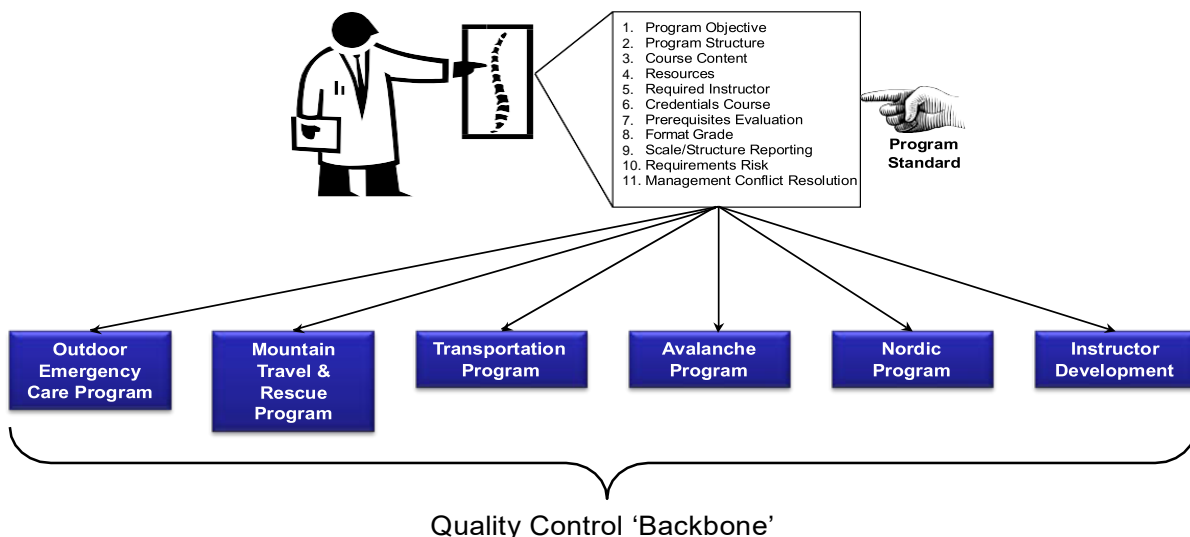 1. Program Objective
2. Program Structure
3. Course Content
4. Resources
5. Required Instructor
6. Credentials Course
7. Prerequisites Evaluation
8. Format Grade
9. Scale/Structure Reporting
10. Requirements Risk
11. Management Conflict Resolution
Program
Standard
Outdoor
Emergency
Care Program
Mountain
Travel &
Rescue
Program
Transportation
Program
Avalanche
Program
Nordic
Program
Instructor
Development
Quality Control ‘Backbone’